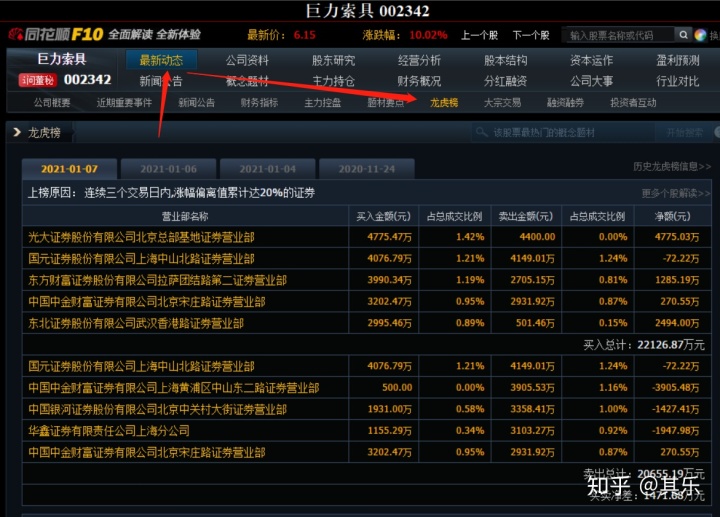 巨力索具 002342
同花顺F10 全面解读 全新体验 最新价：6.15 涨跌幅：10.02% 上一个股 下一个股 输入股票名称或代码
巨力索具 最新动态 公司资料 股东研究 经营分析 股本结构 资本运作 盈利预测
问董秘 002342 新闻公告 概念题材 主力持仓 财务概况 分红融资 公司大事 行业对比
公司概要 近期重要事件 新闻公告 财务指标 主力控盘 题材要点 龙虎榜 大宗交易 融资融券 投资者互动
龙虎榜 该股票最热门的概念题材 开始搜索
2021-01-07 2021-01-06 2021-01-04 2020-11-24 历史龙虎榜信息>>
上榜原因： 连续三个交易日内,涨幅偏离值累计达20%的证券 更多个股解读>>
营业部名称 买入金额(元) 占总成交比例 卖出金额(元) 占总成交比例 净额(元)
光大证券股份有限公司北京总部基地证券营业部 4775.47万 1.42% 4400.00 0.00% 4775.03万
国元证券股份有限公司上海中山北路证券营业部 4076.79万 1.21% 4149.01万 1.24% -72.22万
东方财富证券股份有限公司拉萨团结路第二证券营业部 3990.34万 1.19% 2705.15万 0.81% 1285.19万
中国中金财富证券有限公司北京宋庄路证券营业部 3202.47万 0.95% 2931.92万 0.87% 270.55万
东北证券股份有限公司武汉香港路证券营业部 2995.46万 0.89% 501.46万 0.15% 2494.00万
买入总计：22126.87万元
国元证券股份有限公司上海中山北路证券营业部 4076.79万 1.21% 4149.01万 1.24% -72.22万
中国中金财富证券有限公司上海黄浦区中山东二路证券营业部 500.00 0.00% 3905.53万 1.16% -3905.48万
中国银河证券股份有限公司北京中关村大街证券营业部 1931.00万 0.58% 3358.41万 1.00% -1427.41万
华鑫证券有限责任公司上海分公司 1155.29万 0.34% 3103.27万 0.92% -1947.98万
中国中金财富证券有限公司北京宋庄路证券营业部 3202.47万 0.95% 2931.92万 0.87% 270.55万
卖出总计：20655.19万元
知乎 @其乐
买卖净差：1471.68万元